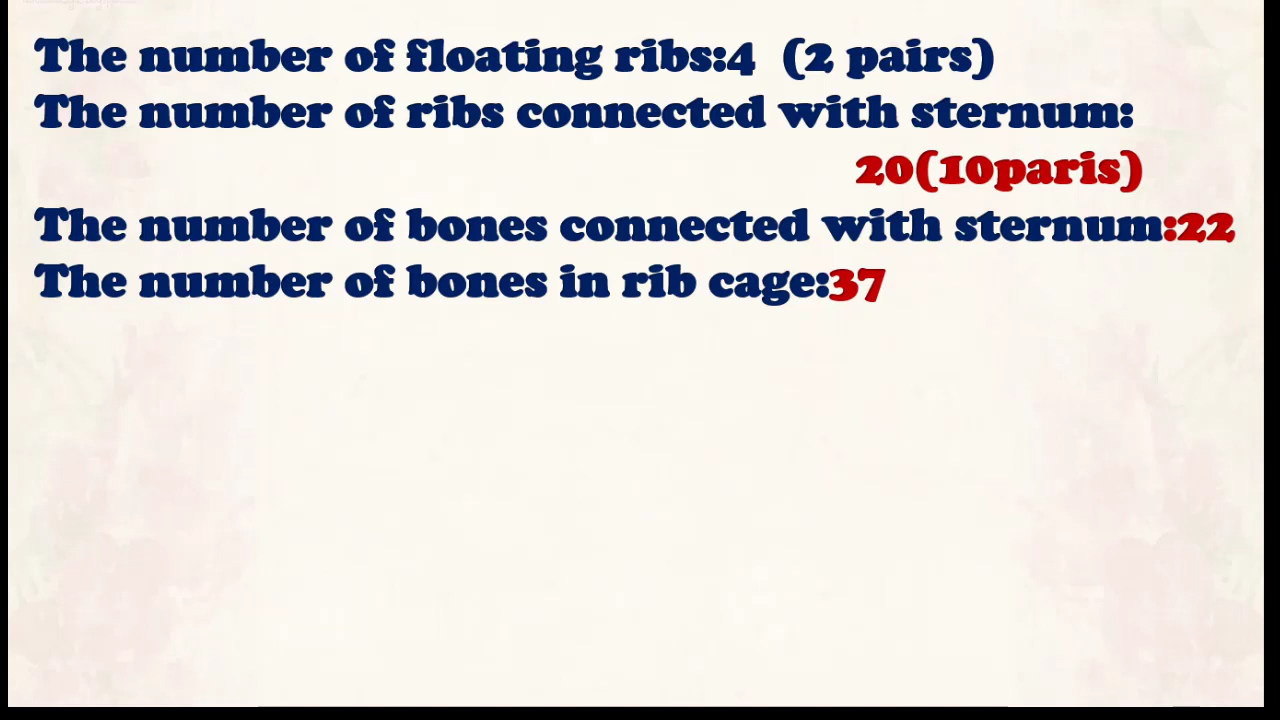 The number of floating ribs:4 (2 pairs)
The number of ribs connected with sternum:
20(10paris)
The number of bones connected with sternum:22
The number of bones in rib cage:37